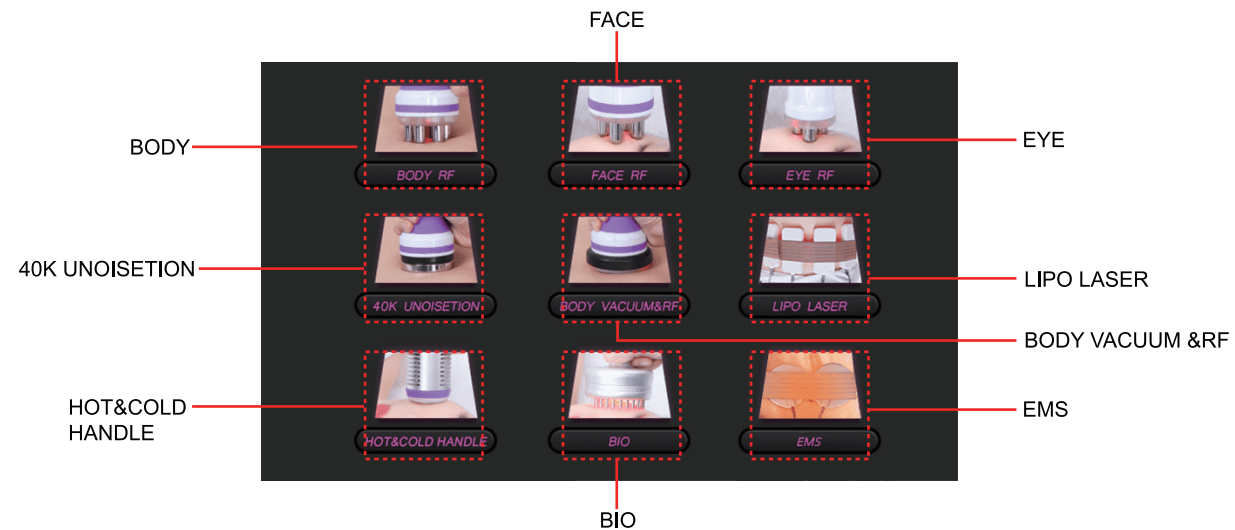 FACE
BODY
EYE
BODY RF
FACE RF
EYE RF
40K UNOISETION
LIPO LASER
40K UNOISETION
BODY VACUUM&RF
LIPO LASER
BODY VACUUM &RF
HOT&COLD
HANDLE
EMS
HOT&COLD HANDLE
BIO
EMS
BIO